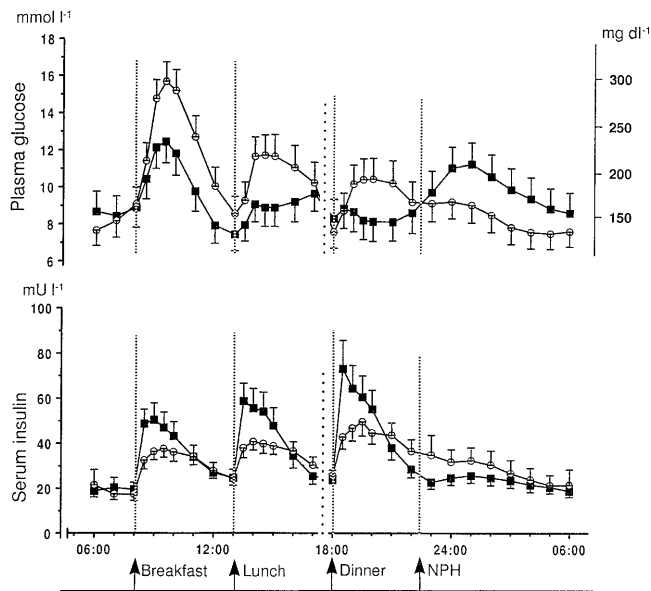 mmol l-1
mg dl-1
Plasma glucose
18
16
14
12
10
8
6
300
250
200
150
mU l-1
Serum insulin
100
80
60
40
20
0
06:00 12:00 18:00 24:00 06:00
Breakfast Lunch Dinner NPH